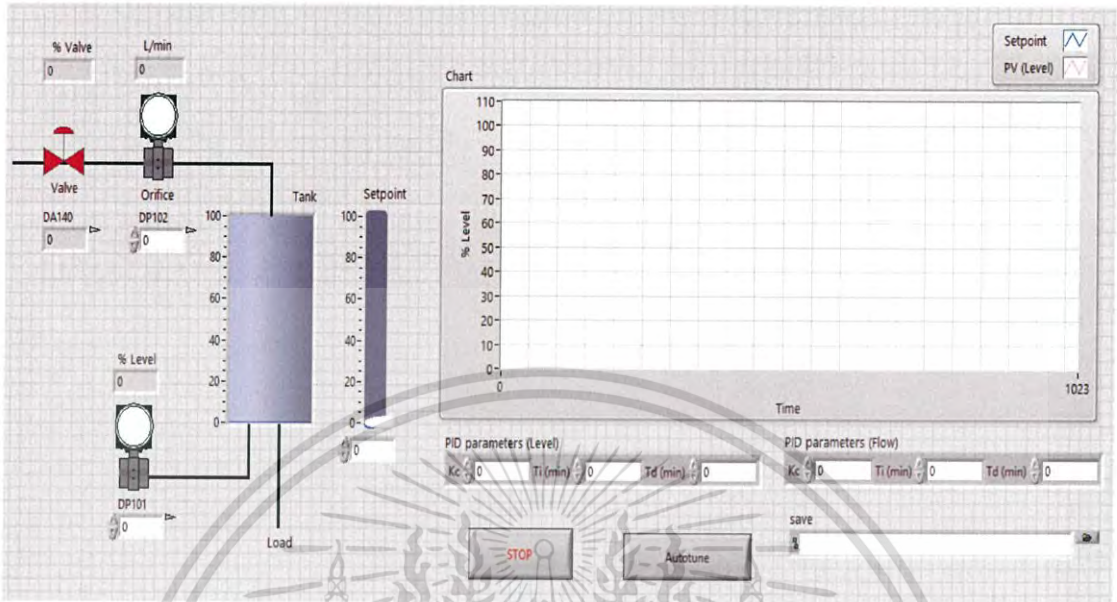 % Valve
0
L/min
0
Valve
Orifice
DA140
0
DP102
0
Tank
100
80
60
40
20
0
Setpoint
100
80
60
40
20
0
0
% Level
0
DP101
0
Load
Setpoint
PV (Level)
Chart
% Level
110
100
90
80
70
60
50
40
30
20
10
0
0 1023
Time
PID parameters (Level)
Kc 0 Ti (min) 0 Td (min) 0
PID parameters (Flow)
Kc 0 Ti (min) 0 Td (min) 0
STOP
Autotune
save